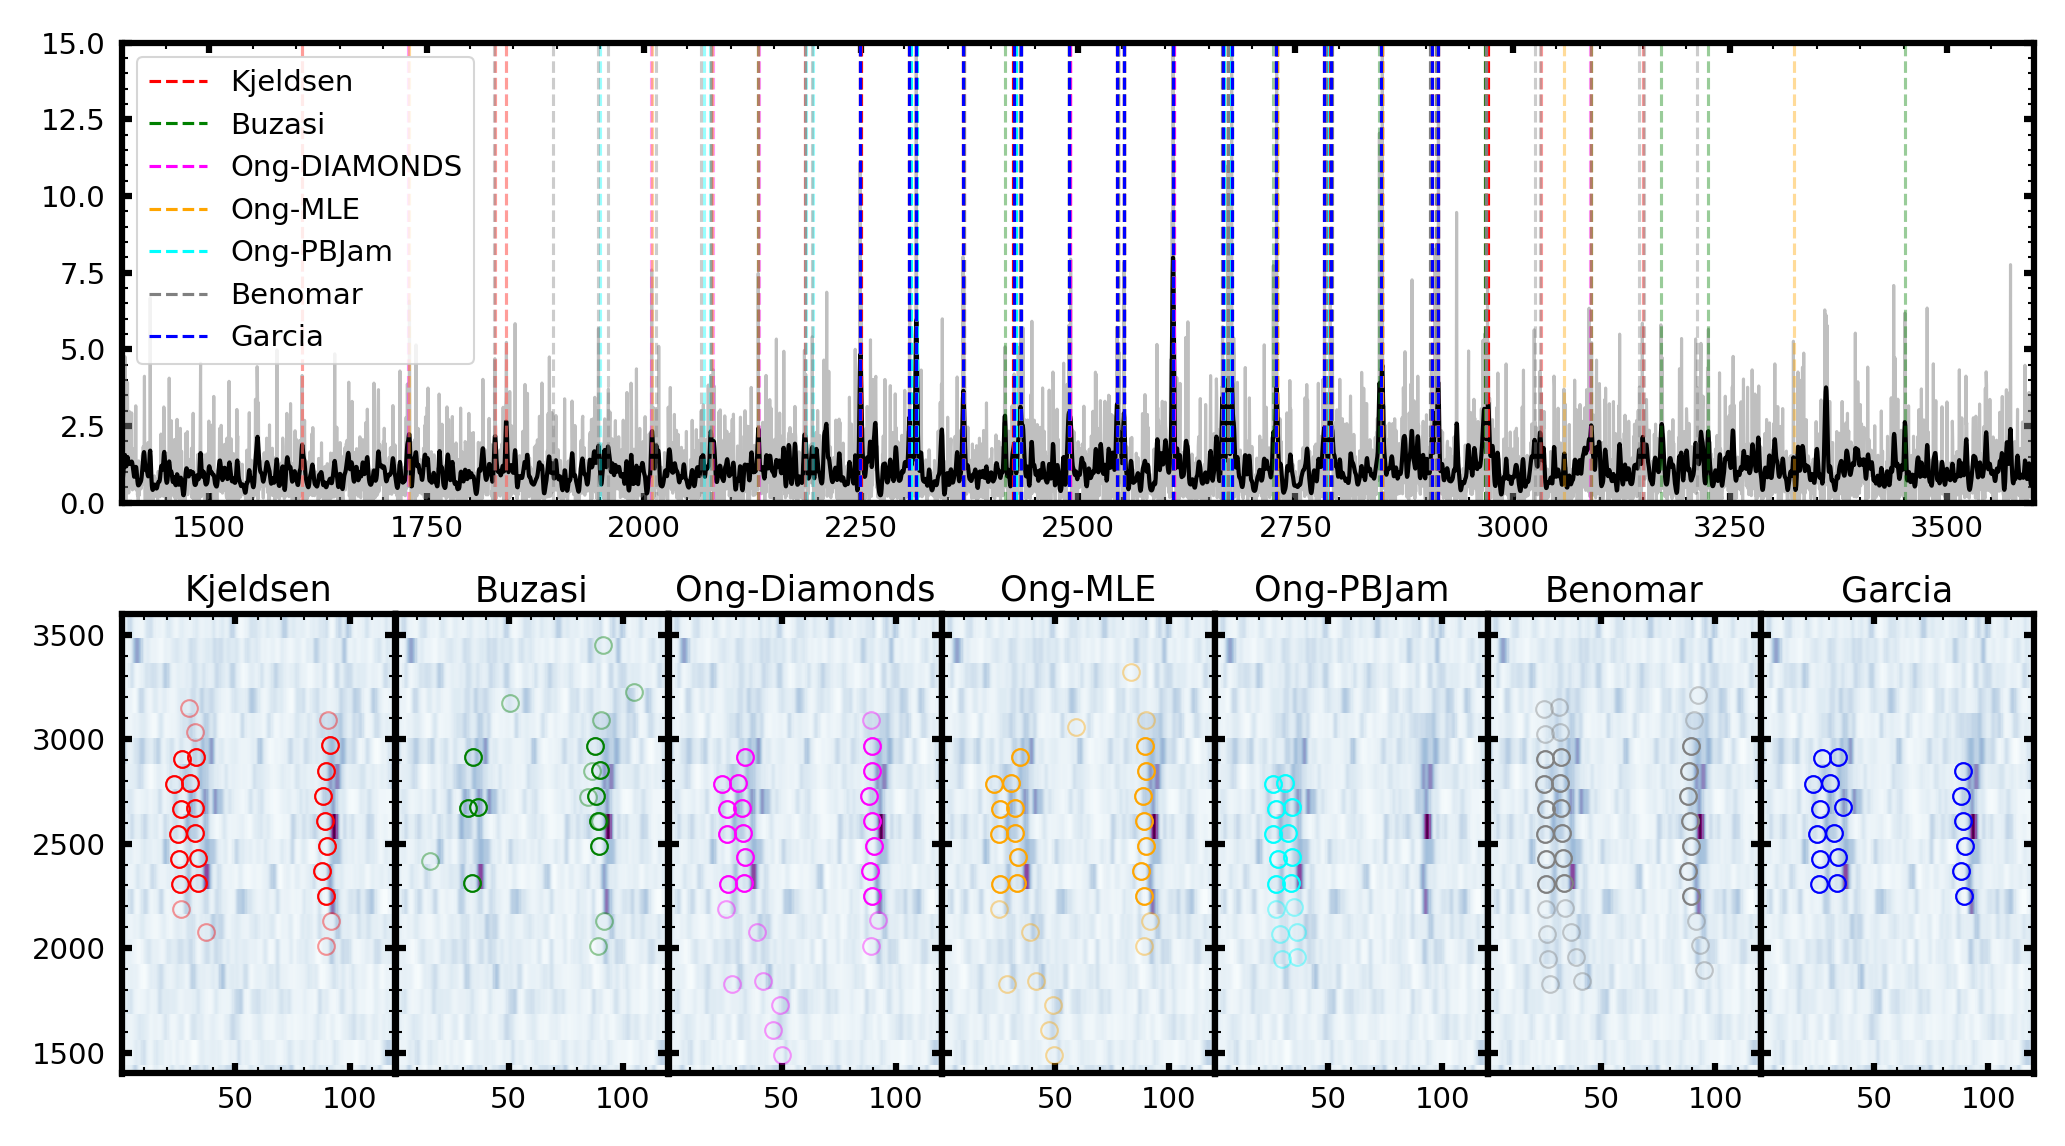 15.0
12.5
10.0
7.5
5.0
2.5
0.0
Kjeldsen
Buzasi
Ong-DIAMONDS
Ong-MLE
Ong-PBJam
Benomar
Garcia
1500 1750 2000 2250 2500 2750 3000 3250 3500
Kjeldsen Buzasi Ong-Diamonds Ong-MLE Ong-PBJam Benomar Garcia
3500
3000
2500
2000
1500
50 100 50 100 50 100 50 100 50 100 50 100 50 100